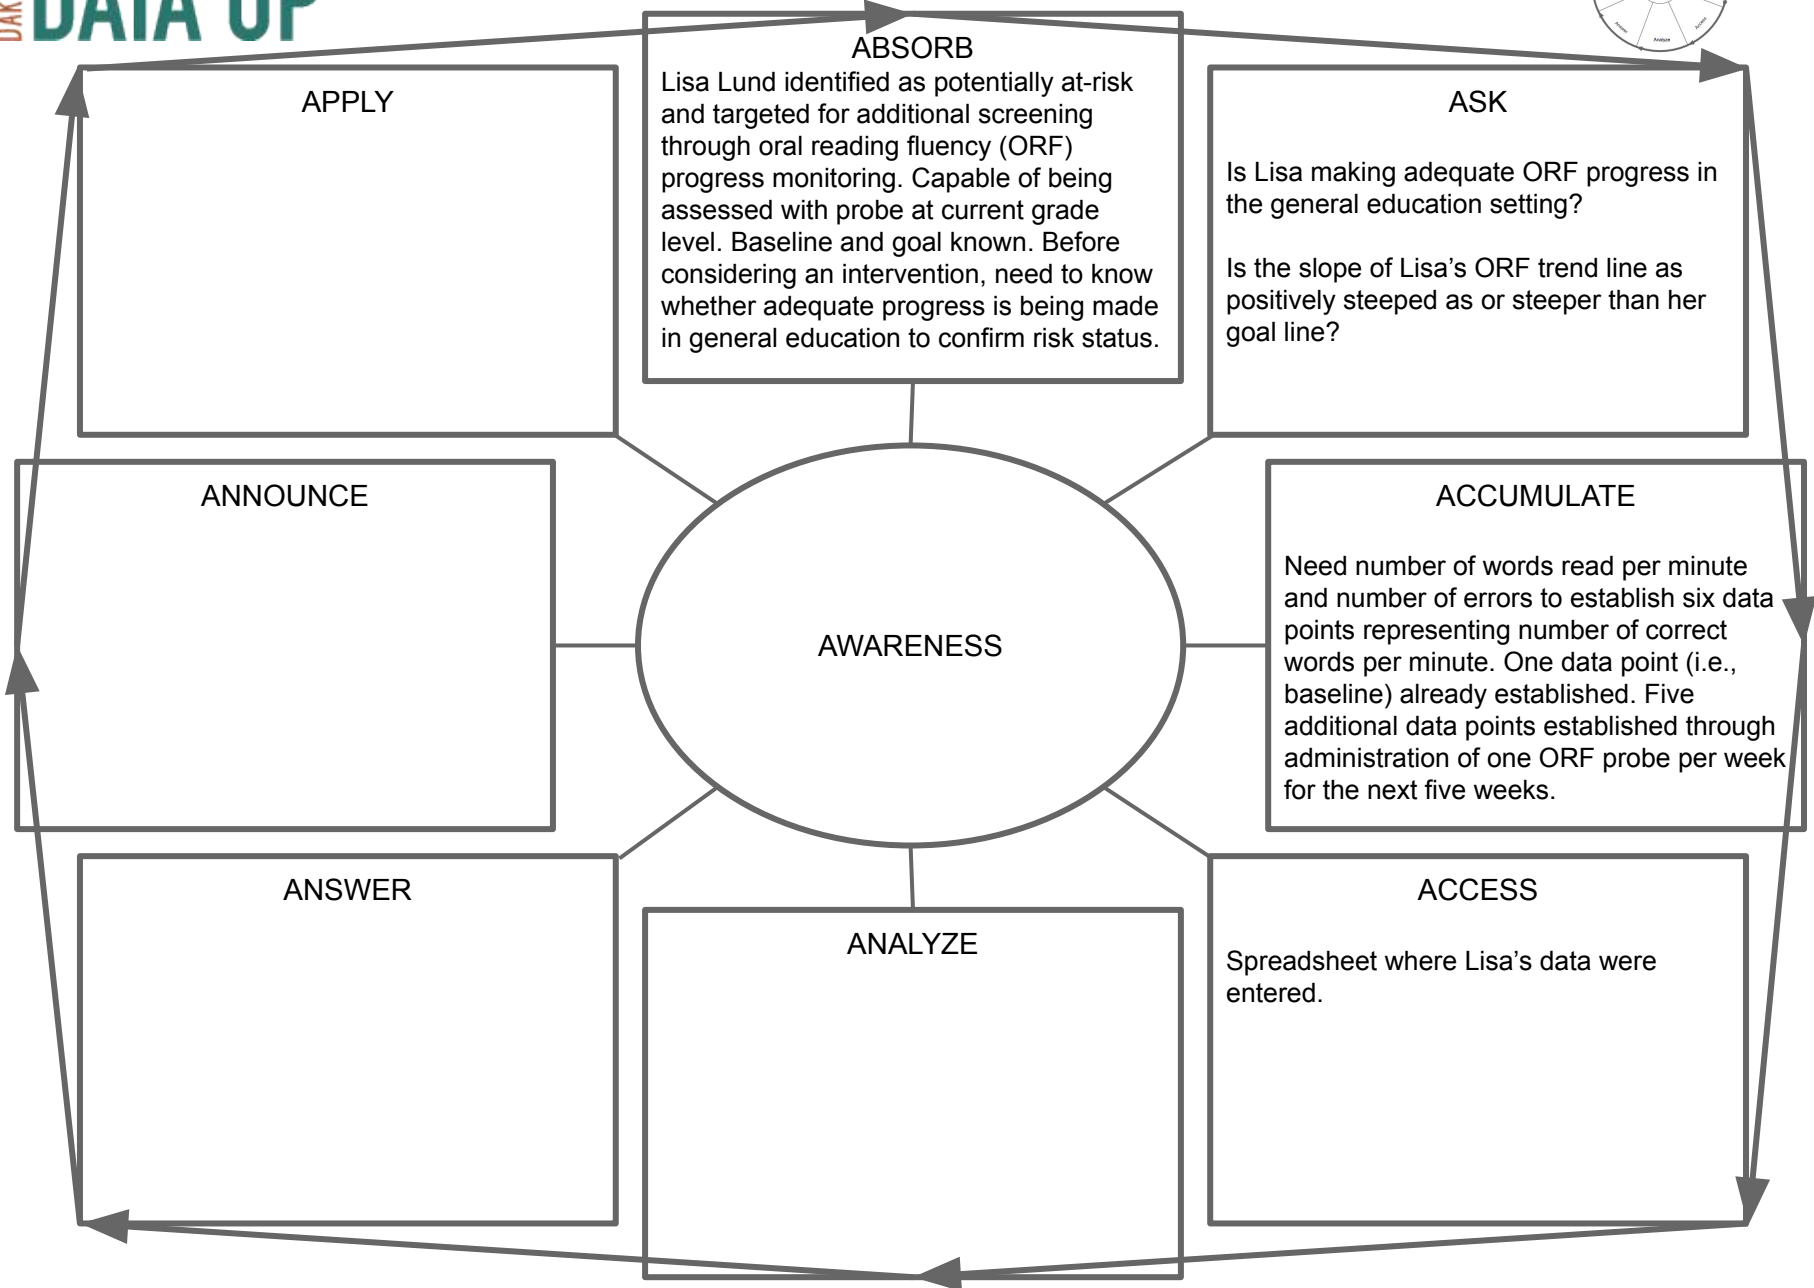 DATA UP
ABSORB
Lisa Lund identified as potentially at-risk
and targeted for additional screening
through oral reading fluency (ORF)
progress monitoring. Capable of being
assessed with probe at current grade
level. Baseline and goal known. Before
considering an intervention, need to know
whether adequate progress is being made
in general education to confirm risk status.
ASK
Is Lisa making adequate ORF progress in
the general education setting?
Is the slope of Lisa's ORF trend line as
positively steeped as or steeper than her
goal line?
ACCUMULATE
Need number of words read per minute
and number of errors to establish six data
points representing number of correct
words per minute. One data point (i.e.,
baseline) already established. Five
additional data points established through
administration of one ORF probe per week
for the next five weeks.
ACCESS
Spreadsheet where Lisa's data were
entered.
ANALYZE
ANSWER
ANNOUNCE
APPLY
AWARENESS
Answer
Analyze
Access